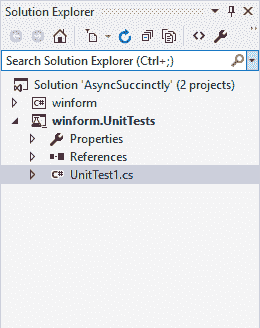 Solution Explorer
Search Solution Explorer (Ctrl+;)
Solution 'AsyncSuccinctly' (2 projects)
C# winform
winform.UnitTests
Properties
References
C# UnitTest1.cs